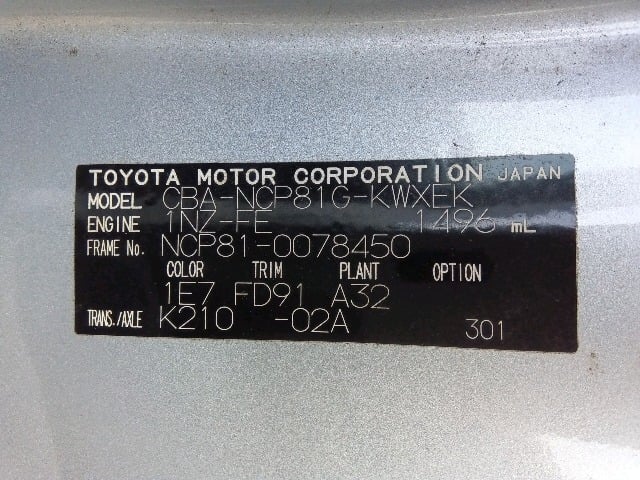 TOYOTA MOTOR CORPORATION JAPAN
MODEL CBA-NCP81G-KWXEK
ENGINE 1NZ-FE 1496 mL
FRAME No. NCP81-0078450
COLOR TRIM PLANT OPTION
1E7 FD91 A32
TRANS./AXLE K210 -02A 301